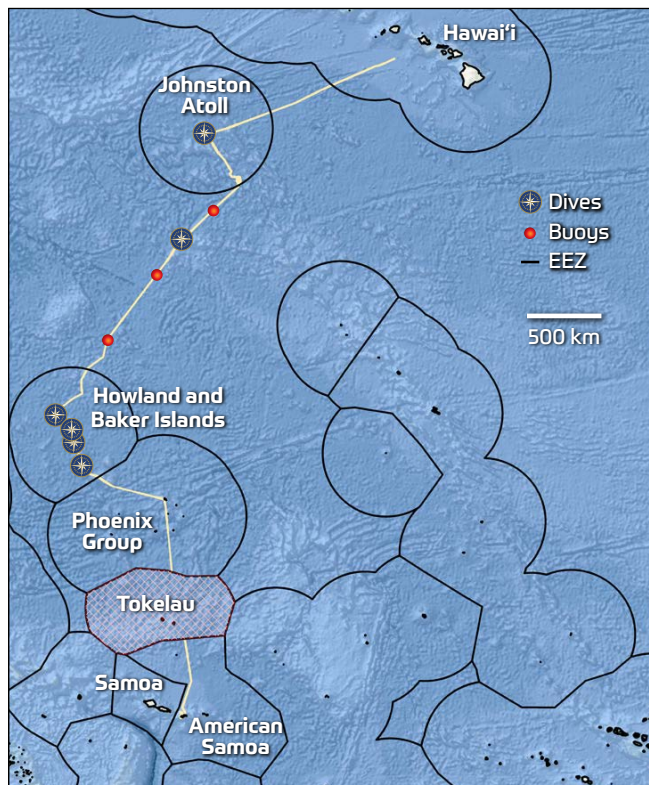 Hawai‘i
Johnston
Atoll
Dives
Buoys
EEZ
500 km
Howland and
Baker Islands
Phoenix
Group
Tokelau
Samoa
American
Samoa